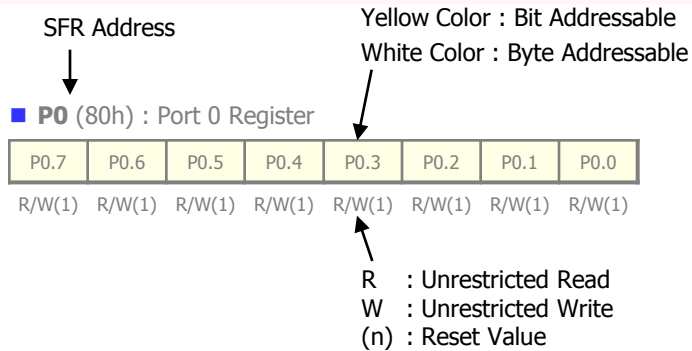 SFR Address
Yellow Color : Bit Addressable
White Color : Byte Addressable
P0 (80h) : Port 0 Register
P0.7 P0.6 P0.5 P0.4 P0.3 P0.2 P0.1 P0.0
R/W(1) R/W(1) R/W(1) R/W(1) R/W(1) R/W(1) R/W(1) R/W(1)
R : Unrestricted Read
W : Unrestricted Write
(n) : Reset Value